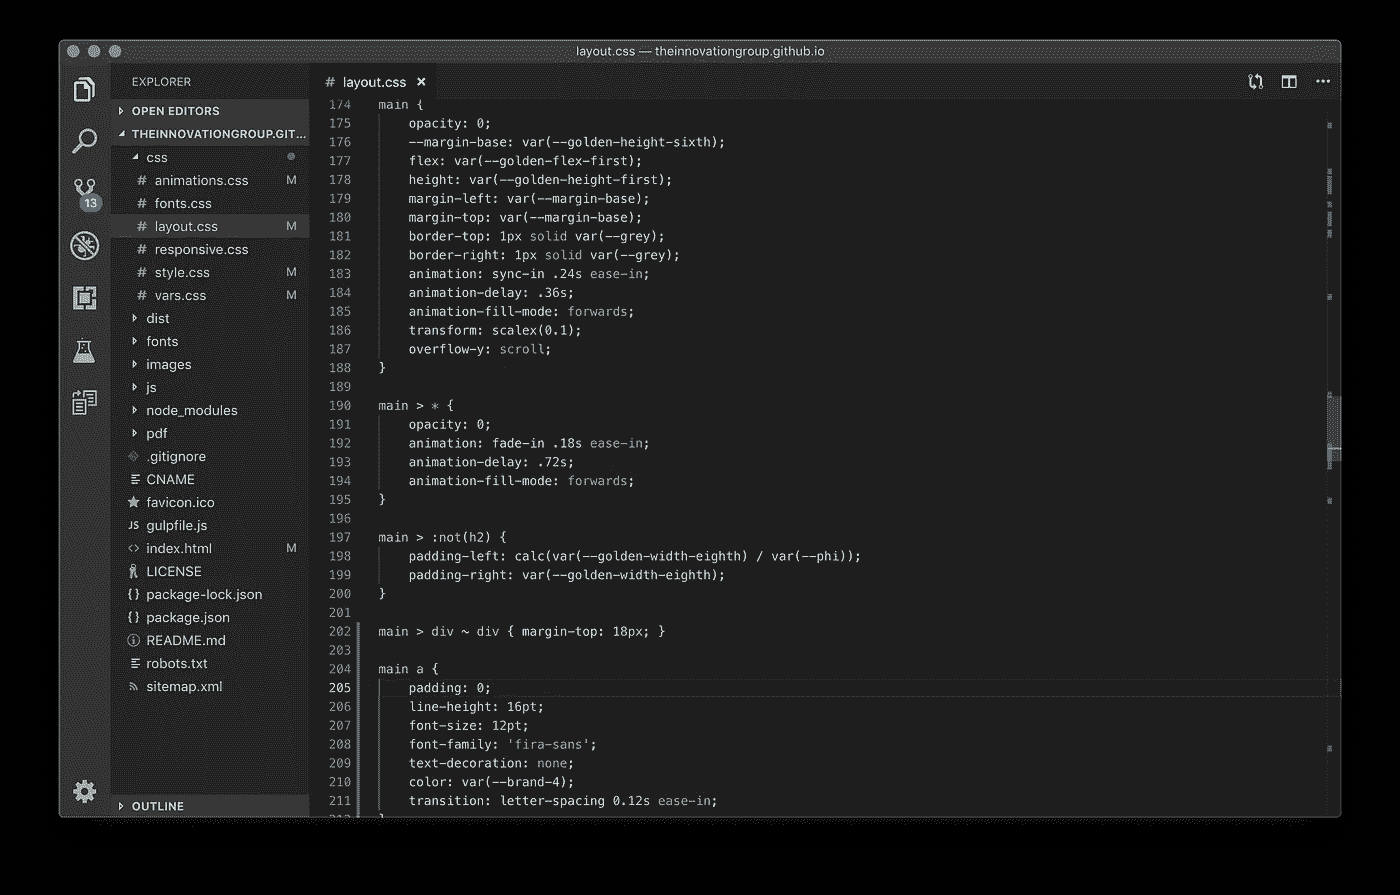 layout.css — theinnovationgroup.github.io
EXPLORER
OPEN EDITORS
THEINNOVATIONGROUP.GIT...
css
# animations.css M
# fonts.css
# layout.css M
# responsive.css
# style.css M
# vars.css M
dist
fonts
images
js
node_modules
pdf
.gitignore
CNAME
favicon.ico
JS gulpfile.js
<> index.html M
LICENSE
{} package-lock.json
{} package.json
README.md
robots.txt
sitemap.xml
OUTLINE
13
# layout.css ×
174 main {
175 opacity: 0;
176 --margin-base: var(--golden-height-sixth);
177 flex: var(--golden-flex-first);
178 height: var(--golden-height-first);
179 margin-left: var(--margin-base);
180 margin-top: var(--margin-base);
181 border-top: 1px solid var(--grey);
182 border-right: 1px solid var(--grey);
183 animation: sync-in .24s ease-in;
184 animation-delay: .36s;
185 animation-fill-mode: forwards;
186 transform: scalex(0.1);
187 overflow-y: scroll;
188 }
189
190 main > * {
191 opacity: 0;
192 animation: fade-in .18s ease-in;
193 animation-delay: .72s;
194 animation-fill-mode: forwards;
195 }
196
197 main > :not(h2) {
198 padding-left: calc(var(--golden-width-eighth) / var(--phi));
199 padding-right: var(--golden-width-eighth);
200 }
201
202 main > div ~ div { margin-top: 18px; }
203
204 main a {
205 padding: 0;
206 line-height: 16pt;
207 font-size: 12pt;
208 font-family: 'fira-sans';
209 text-decoration: none;
210 color: var(--brand-4);
211 transition: letter-spacing 0.12s ease-in;